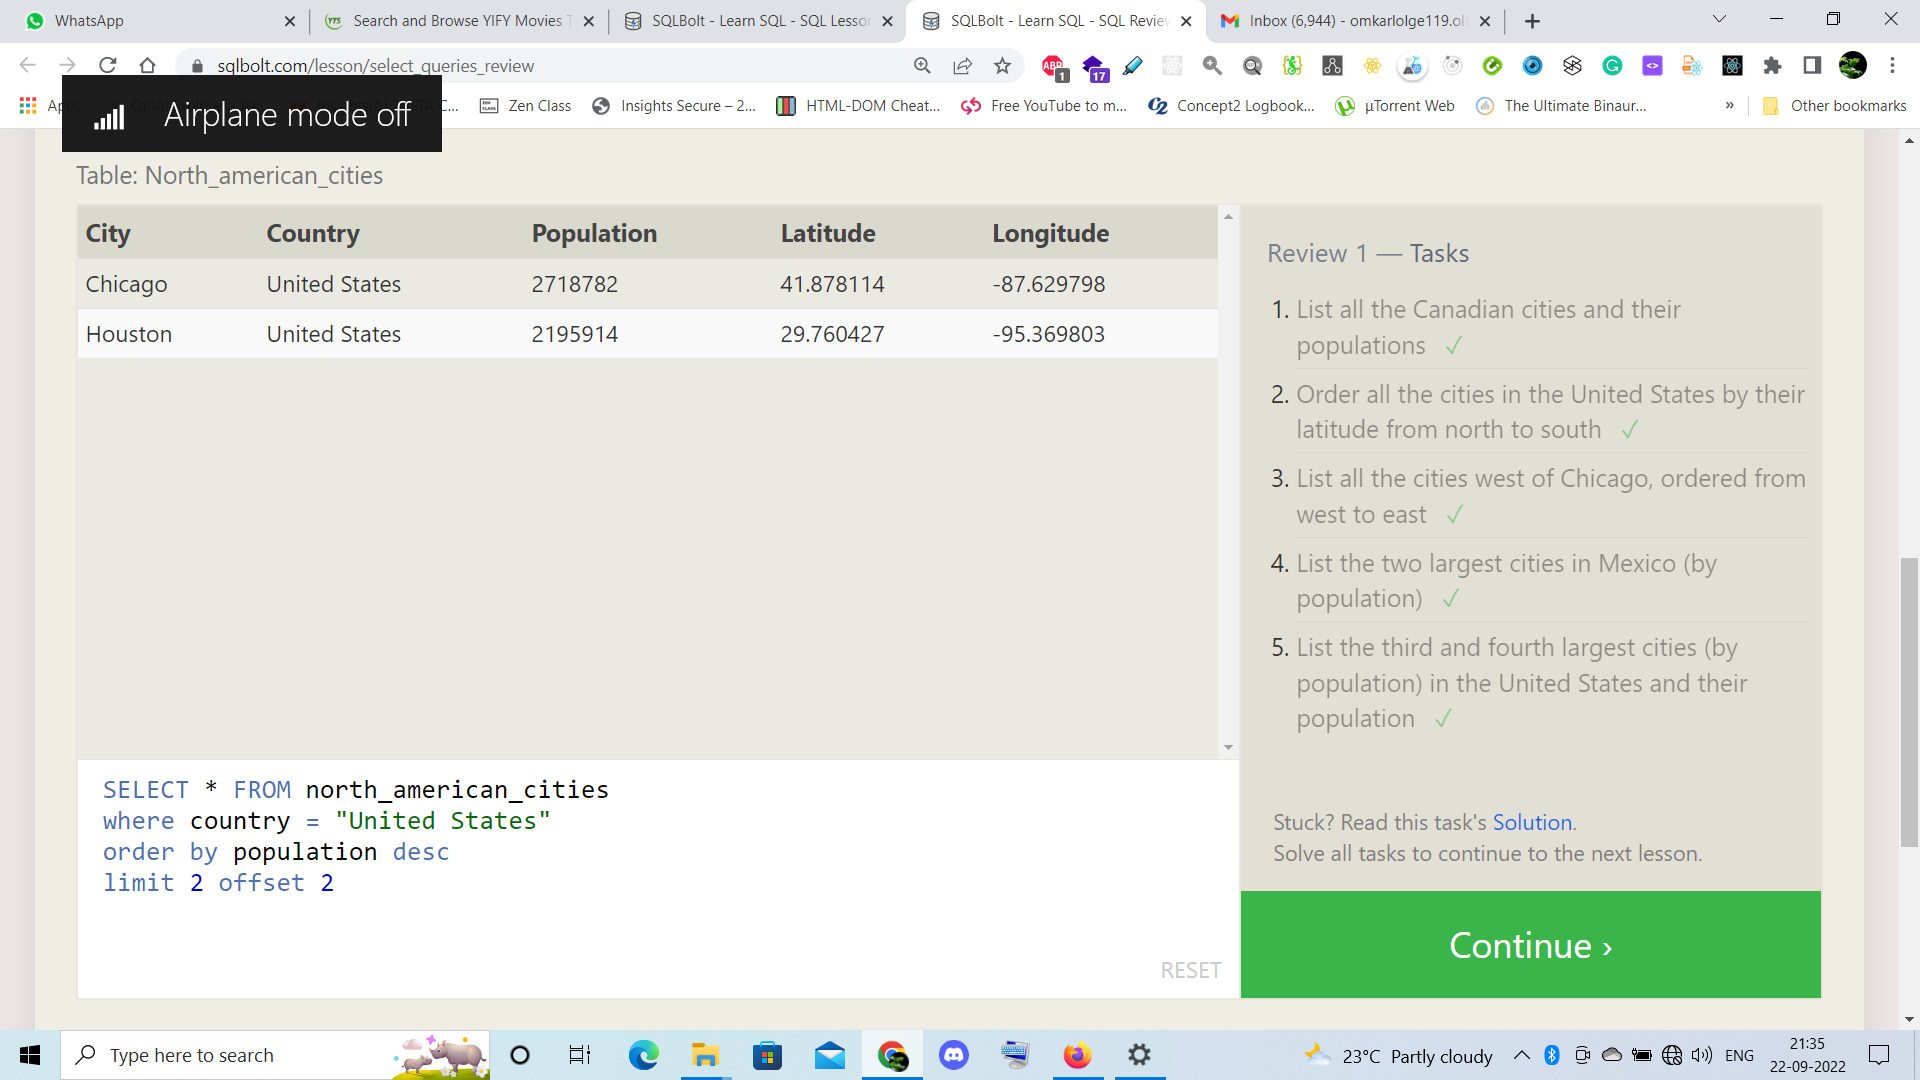 WhatsApp
Search and Browse YIFY Movies T
SQLBolt - Learn SQL - SQL Lesso
SQLBolt - Learn SQL - SQL Review
Inbox (6,944) - omkarlolge119.ol
sqlbolt.com/lesson/select_queries_review
ABP
1
17
Zen Class
Insights Secure – 2...
HTML-DOM Cheat...
Free YouTube to m...
Concept2 Logbook...
µTorrent Web
The Ultimate Binaur...
»
Other bookmarks
Airplane mode off
Table: North_american_cities
City Country Population Latitude Longitude
Chicago United States 2718782 41.878114 -87.629798
Houston United States 2195914 29.760427 -95.369803
SELECT * FROM north_american_cities
where country = "United States"
order by population desc
limit 2 offset 2
RESET
Review 1 — Tasks
1. List all the Canadian cities and their
populations ✓
2. Order all the cities in the United States by their
latitude from north to south ✓
3. List all the cities west of Chicago, ordered from
west to east ✓
4. List the two largest cities in Mexico (by
population) ✓
5. List the third and fourth largest cities (by
population) in the United States and their
population ✓
Stuck? Read this task's Solution.
Solve all tasks to continue to the next lesson.
Continue ›
Type here to search
23°C Partly cloudy
ENG
21:35
22-09-2022